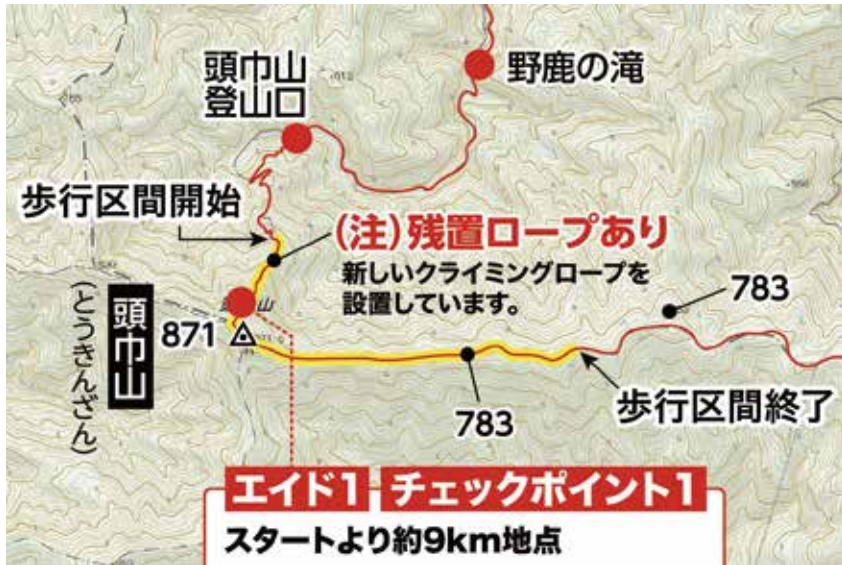 頭巾山
登山口
野鹿の滝
歩行区間開始
(注)残置ロープあり
新しいクライミングロープを
設置しています。
頭巾山
(とうきんざん)
871
783
783
歩行区間終了
エイド1 チェックポイント1
スタートより約9km地点